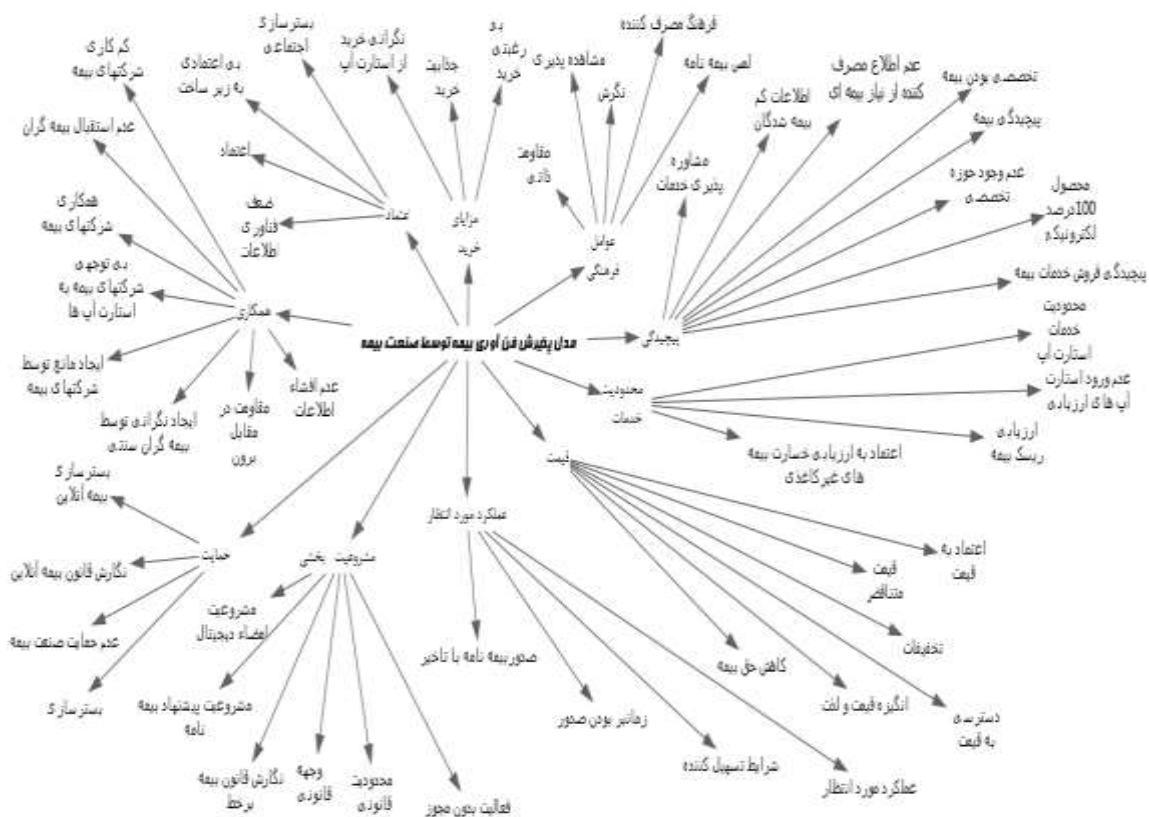 فرهنگ مصرف کننده
بی
رغبتی
خرید
نگرانی خرید
از استارت آپ
بسترسازی
اجتماعی
کم کاری
شرکتهای بیمه
مشاهده پذیری
لمس بیمه نامه
عدم اطلاع مصرف
کننده از نیاز بیمه ای
تخصصی بودن بیمه
جذابیت
خرید
بی اعتمادی
به زیر ساخت
نگرش
اطلاعات کم
بیمه شدگان
پیچیدگی بیمه
عدم استقبال بیمه گران
اعتماد
مقاومت
ذاتی
مشاوره
پذیری خدمات
عدم وجود حوزه
تخصصی
محصول
100درصد
الکترونیکی
همکاری
شرکتهای بیمه
ضعف
فناوری
اطلاعات
اعتماد
مزایای
خرید
عوامل
فرهنگی
بی توجهی
شرکتهای بیمه به
استارت آپ ها
پیچیدگی فروش خدمات بیمه
همکاری
مدل پذیرش فن آوری بیمه توسط صنعت بیمه
پیچیدگی
محدودیت
خدمات
استارت آپ
ایجاد مانع توسط
شرکتهای بیمه
عدم افشاء
اطلاعات
مقاومت در
مقابل
برون
ایجاد نگرانی توسط
بیمه گران سنتی
محدودیت
خدمات
عدم ورود استارت
آپ های ارزیابی
ارزیابی
ریسک بیمه
اعتماد به ارزیابی خسارت بیمه
های غیر کاغذی
قیمت
بسترسازی
بیمه آنلاین
عملکرد مورد انتظار
حمایت
مشروعیت بخشی
نگارش قانون بیمه آنلاین
اعتماد به
قیمت
قیمت
متناقض
مشروعیت
امضاء دیجیتال
عدم حمایت صنعت بیمه
صدور بیمه نامه با تاخیر
کاهش حق بیمه
تخفیفات
بسترسازی
مشروعیت پیشنهاد بیمه
نامه
زمانبر بودن صدور
انگیزه قیمت و لذت
دسترسی
به قیمت
نگارش قانون بیمه
برخط
وجهه
قانونی
محدودیت
قانونی
فعالیت بدون مجوز
شرایط تسهیل کننده
عملکرد مورد انتظار